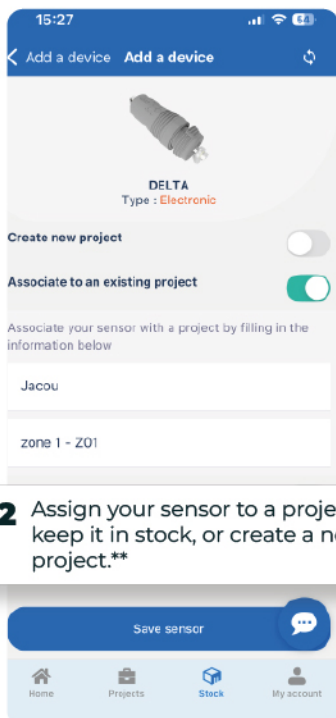 15:27
64
Add a device Add a device
DELTA
Type : Electronic
Create new project
Associate to an existing project
Associate your sensor with a project by filling in the
information below
Jacou
zone 1 - Z01
2 Assign your sensor to a proje
keep it in stock, or create a n
project.**
Save sensor
Home Projects Stock My account